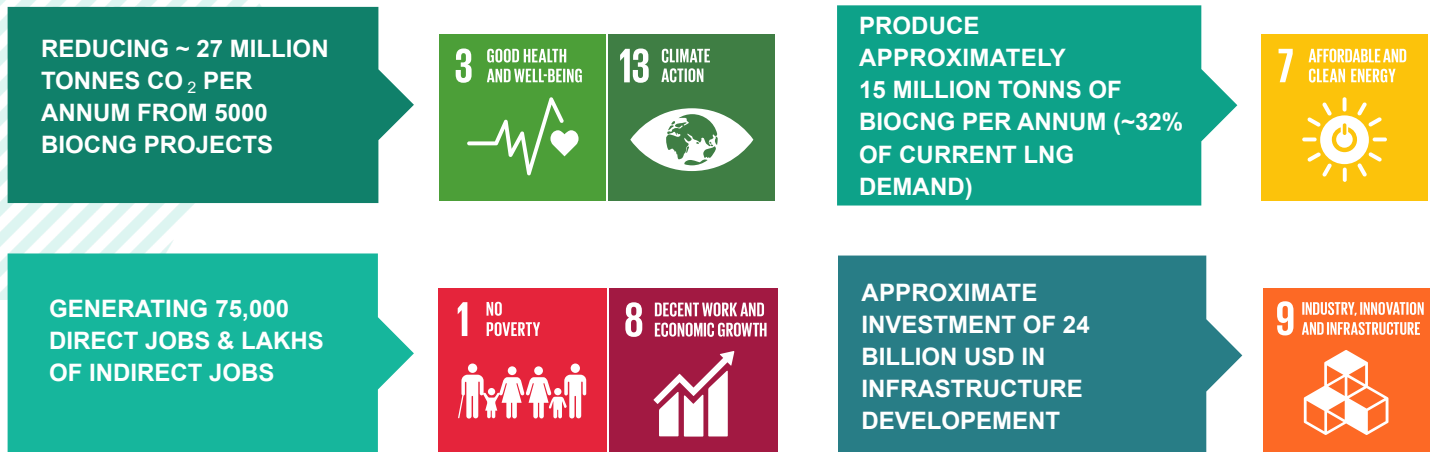 REDUCING ~ 27 MILLION
TONNES CO₂ PER
ANNUM FROM 5000
BIOCNG PROJECTS
3 GOOD HEALTH
AND WELL-BEING
13 CLIMATE
ACTION
PRODUCE
APPROXIMATELY
15 MILLION TONNS OF
BIOCNG PER ANNUM (~32%
OF CURRENT LNG
DEMAND)
7 AFFORDABLE AND
CLEAN ENERGY
GENERATING 75,000
DIRECT JOBS & LAKHS
OF INDIRECT JOBS
1 NO
POVERTY
8 DECENT WORK AND
ECONOMIC GROWTH
APPROXIMATE
INVESTMENT OF 24
BILLION USD IN
INFRASTRUCTURE
DEVELOPEMENT
9 INDUSTRY, INNOVATION
AND INFRASTRUCTURE